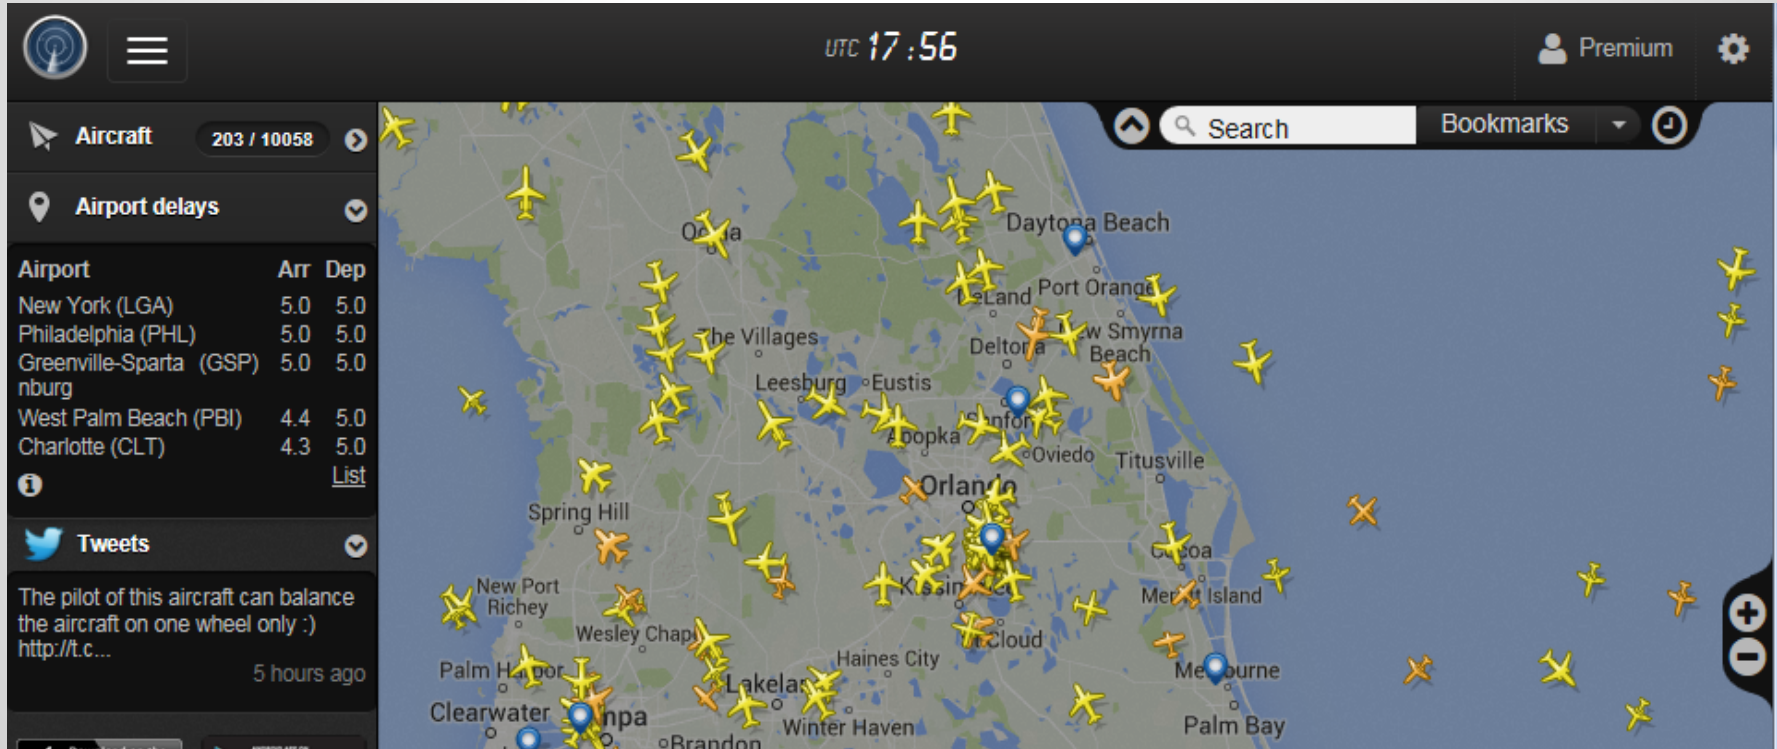 UTC 17:56
Premium
Aircraft 203 / 10058
Search
Bookmarks
Airport delays
Airport Arr Dep
New York (LGA) 5.0 5.0
Philadelphia (PHL) 5.0 5.0
Greenville-Sparta (GSP) 5.0 5.0
nburg
West Palm Beach (PBI) 4.4 5.0
Charlotte (CLT) 4.3 5.0
List
Tweets
The pilot of this aircraft can balance
the aircraft on one wheel only :)
http://t.c...
5 hours ago
Daytona Beach
Port Orange
DeLand
The Villages
Deltona
New Smyrna
Beach
Leesburg
Eustis
Sanfor
Apopka
Oviedo
Titusville
Orlando
Spring Hill
Cocoa
New Port
Richey
Merritt Island
Wesley Chap
St Cloud
Palm Harbor
Haines City
Melbourne
Lakelan
Clearwater
mpa
Winter Haven
Palm Bay
Brandon